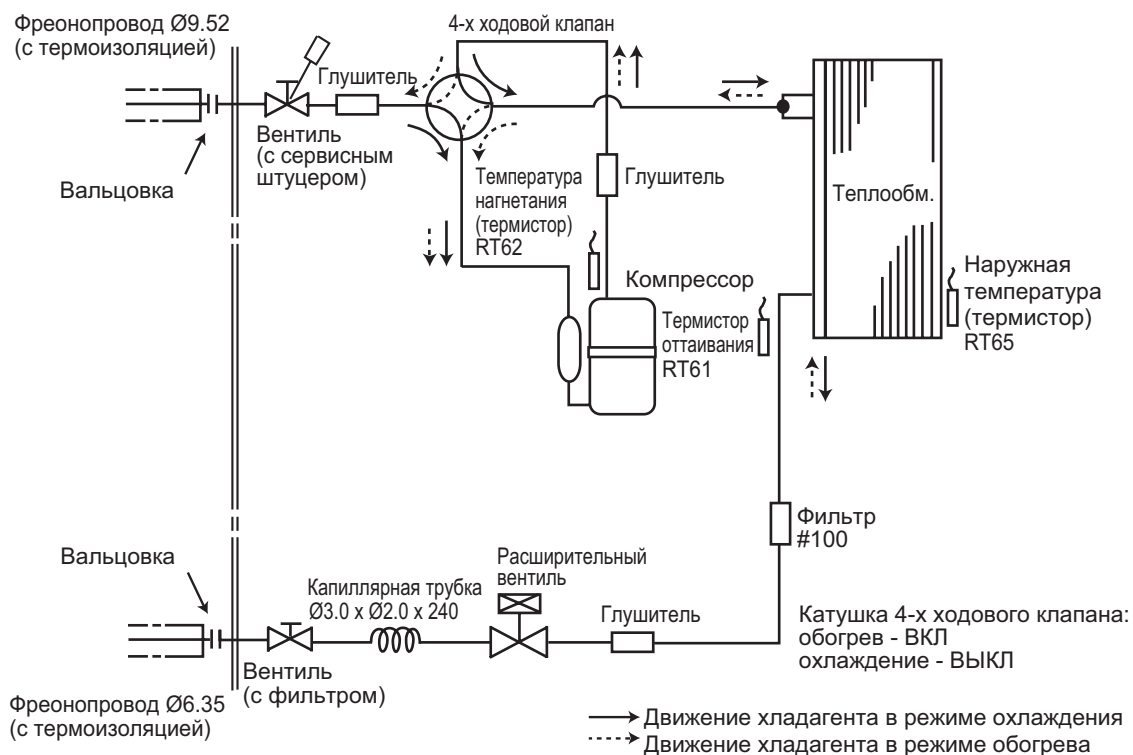 Фреонопровод Ø9.52
(с термоизоляцией)
4-х ходовой клапан
Глушитель
Вентиль
(с сервисным
штуцером)
Вальцовка
Температура
нагнетания
(термистор)
RT62
Глушитель
Теплообм.
Компрессор
Термистор
оттаивания
RT61
Наружная
температура
(термистор)
RT65
Фильтр
#100
Вальцовка
Капиллярная трубка
Ø3.0 x Ø2.0 x 240
Расширительный
вентиль
Глушитель
Вентиль
(с фильтром)
Фреонопровод Ø6.35
(с термоизоляцией)
Катушка 4-х ходового клапана:
обогрев - ВКЛ
охлаждение - ВЫКЛ
Движение хладагента в режиме охлаждения
Движение хладагента в режиме обогрева